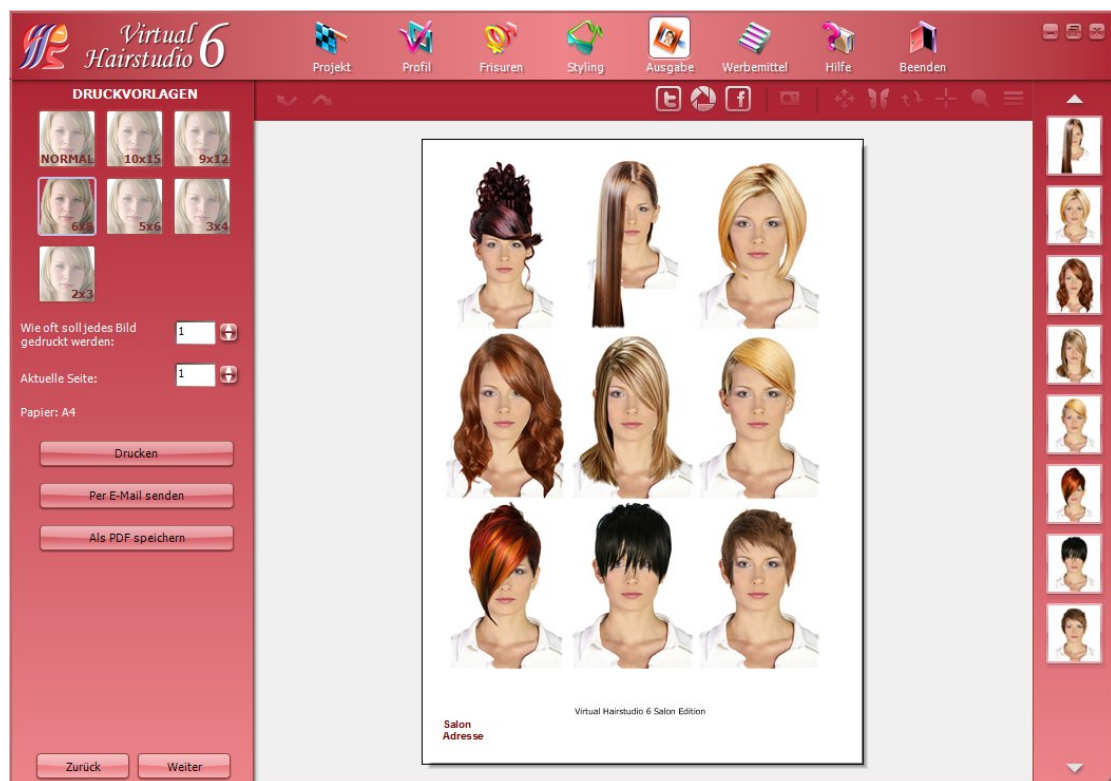 Virtual
Hairstudio 6
Projekt
Profil
Frisuren
Styling
Ausgabe
Werbemittel
Hilfe
Beenden
DRUCKVORLAGEN
NORMAL
10x15
9x12
6x8
5x6
3x4
2x3
Wie oft soll jedes Bild
gedruckt werden:
1
Aktuelle Seite:
1
Papier: A4
Drucken
Per E-Mail senden
Als PDF speichern
Zurück
Weiter
Virtual Hairstudio 6 Salon Edition
Salon
Adresse